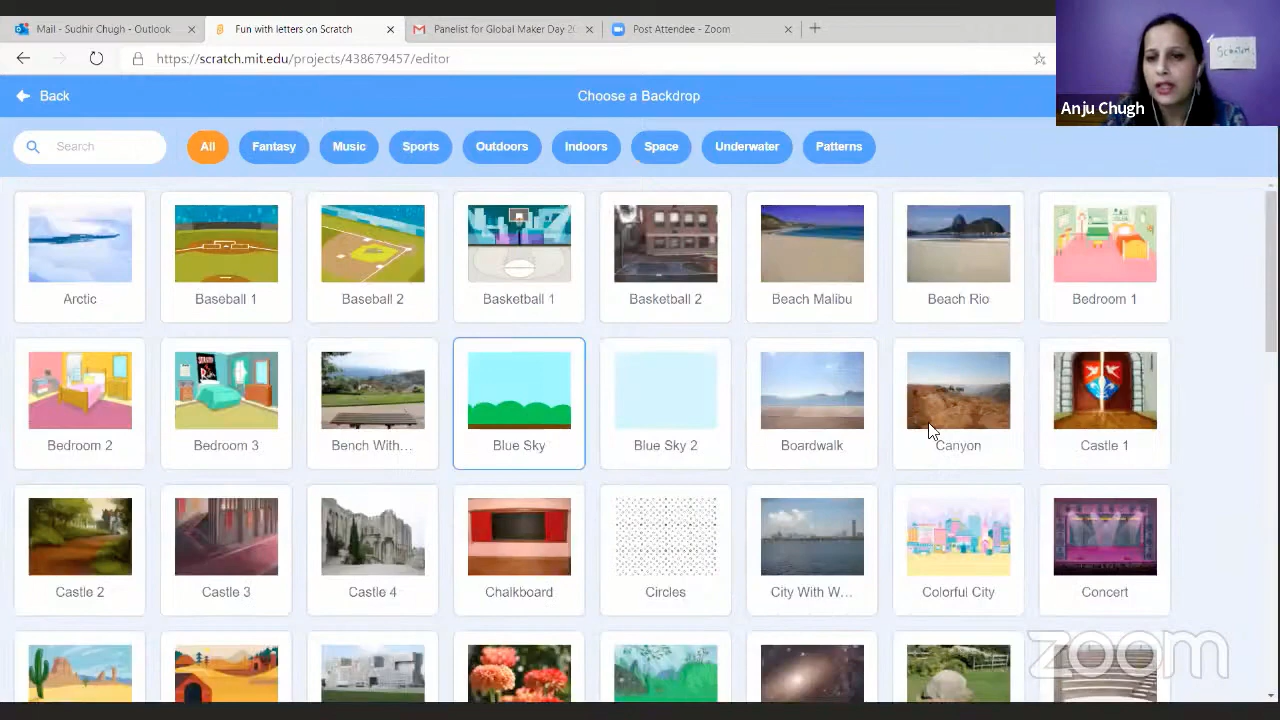 Mail - Sudhir Chugh - Outlook
Fun with letters on Scratch
Panelist for Global Maker Day 20
Post Attendee - Zoom
https://scratch.mit.edu/projects/438679457/editor
Back
Choose a Backdrop
Scratch
Anju Chugh
Search
All
Fantasy
Music
Sports
Outdoors
Indoors
Space
Underwater
Patterns
Arctic
Baseball 1
Baseball 2
Basketball 1
Basketball 2
Beach Malibu
Beach Rio
Bedroom 1
Bedroom 2
Bedroom 3
Bench With...
Blue Sky
Blue Sky 2
Boardwalk
Canyon
Castle 1
Castle 2
Castle 3
Castle 4
Chalkboard
Circles
City With W...
Colorful City
Concert
zoom